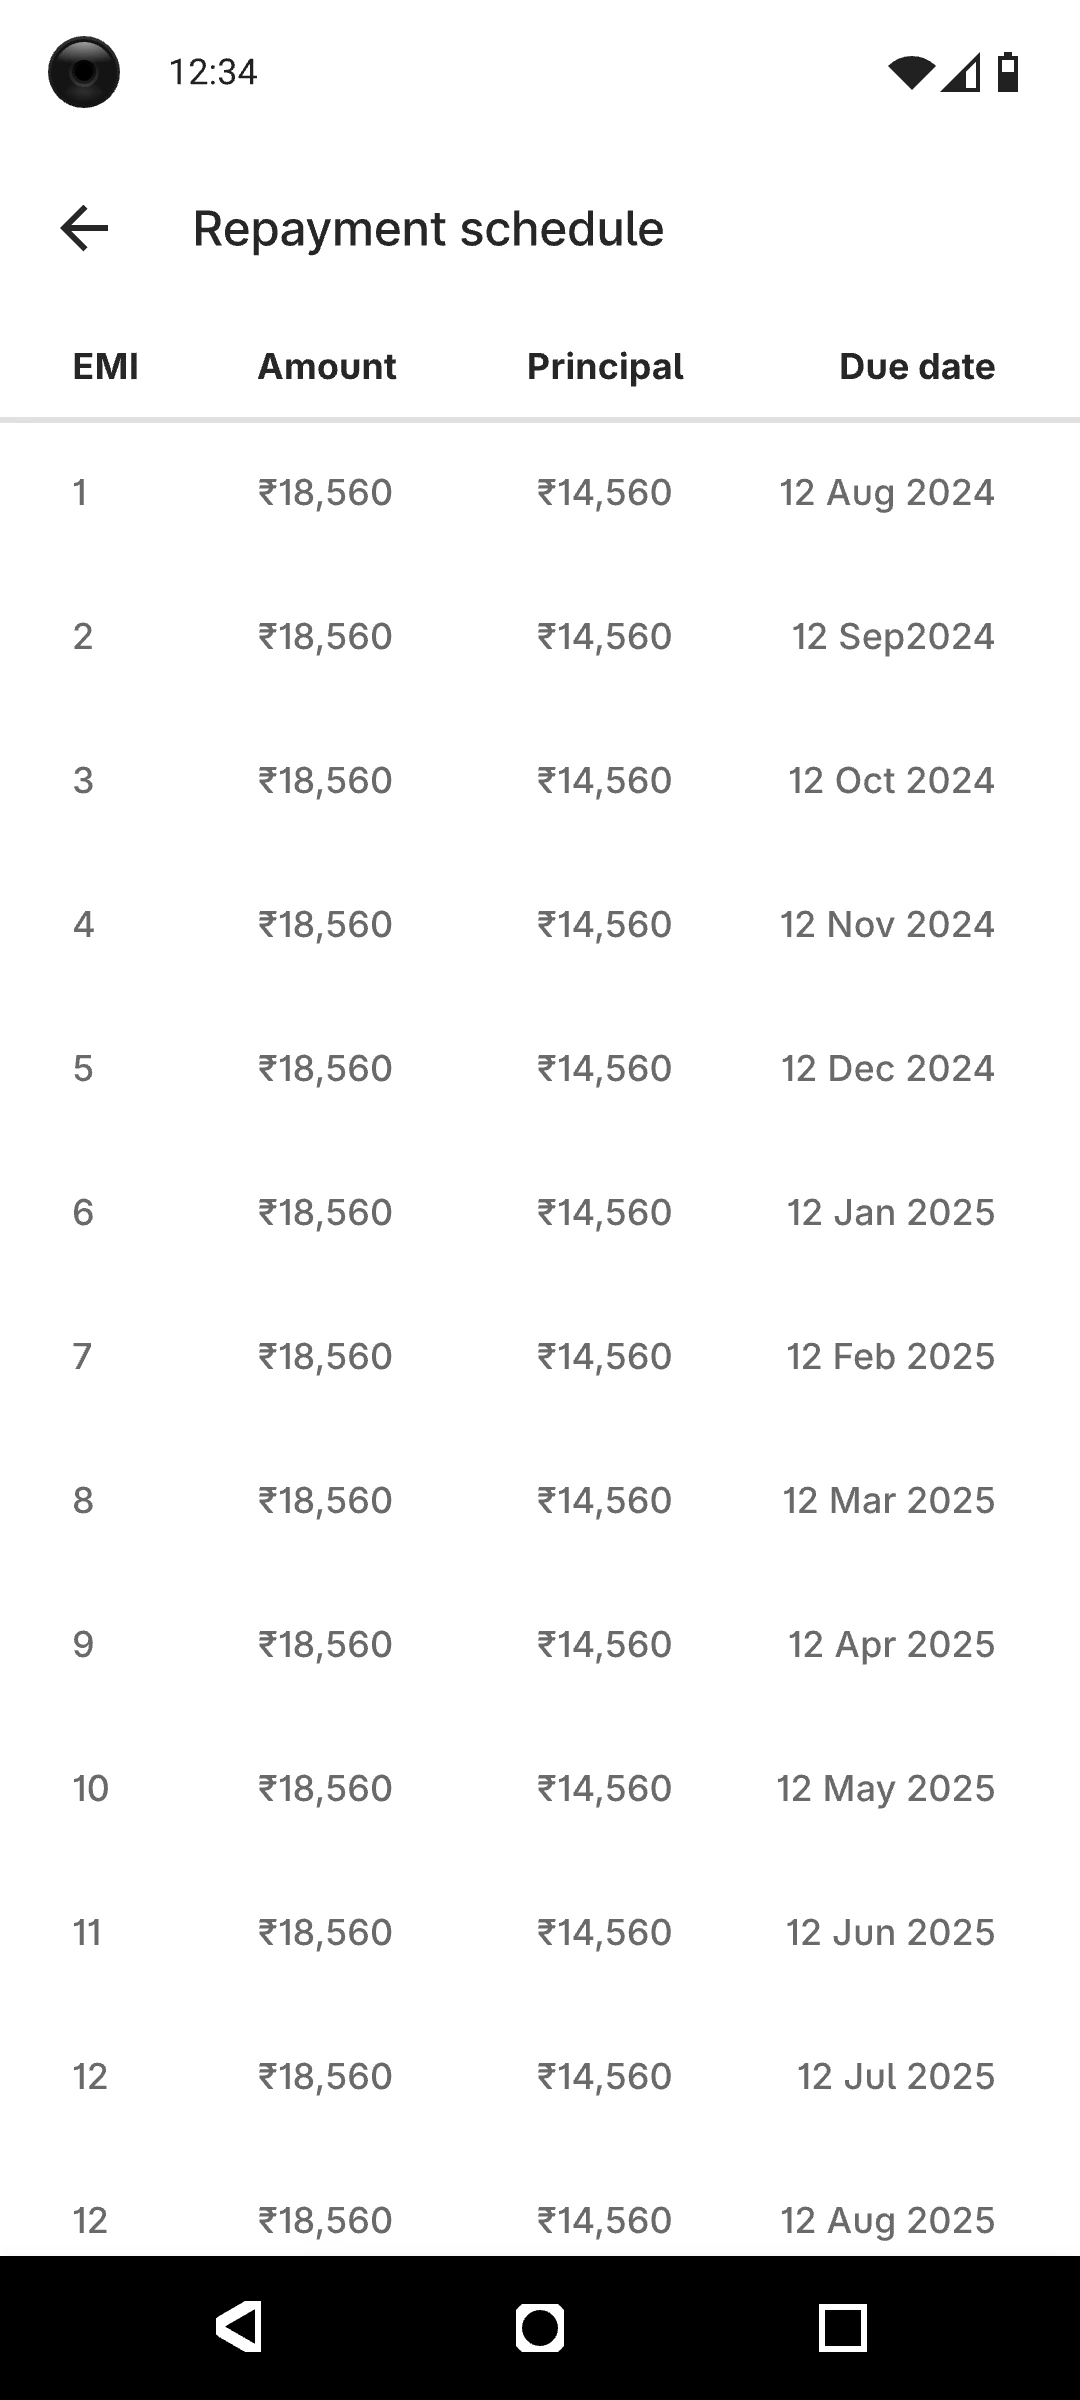 12:34
Repayment schedule
EMI Amount Principal Due date
1 ₹18,560 ₹14,560 12 Aug 2024
2 ₹18,560 ₹14,560 12 Sep2024
3 ₹18,560 ₹14,560 12 Oct 2024
4 ₹18,560 ₹14,560 12 Nov 2024
5 ₹18,560 ₹14,560 12 Dec 2024
6 ₹18,560 ₹14,560 12 Jan 2025
7 ₹18,560 ₹14,560 12 Feb 2025
8 ₹18,560 ₹14,560 12 Mar 2025
9 ₹18,560 ₹14,560 12 Apr 2025
10 ₹18,560 ₹14,560 12 May 2025
11 ₹18,560 ₹14,560 12 Jun 2025
12 ₹18,560 ₹14,560 12 Jul 2025
12 ₹18,560 ₹14,560 12 Aug 2025